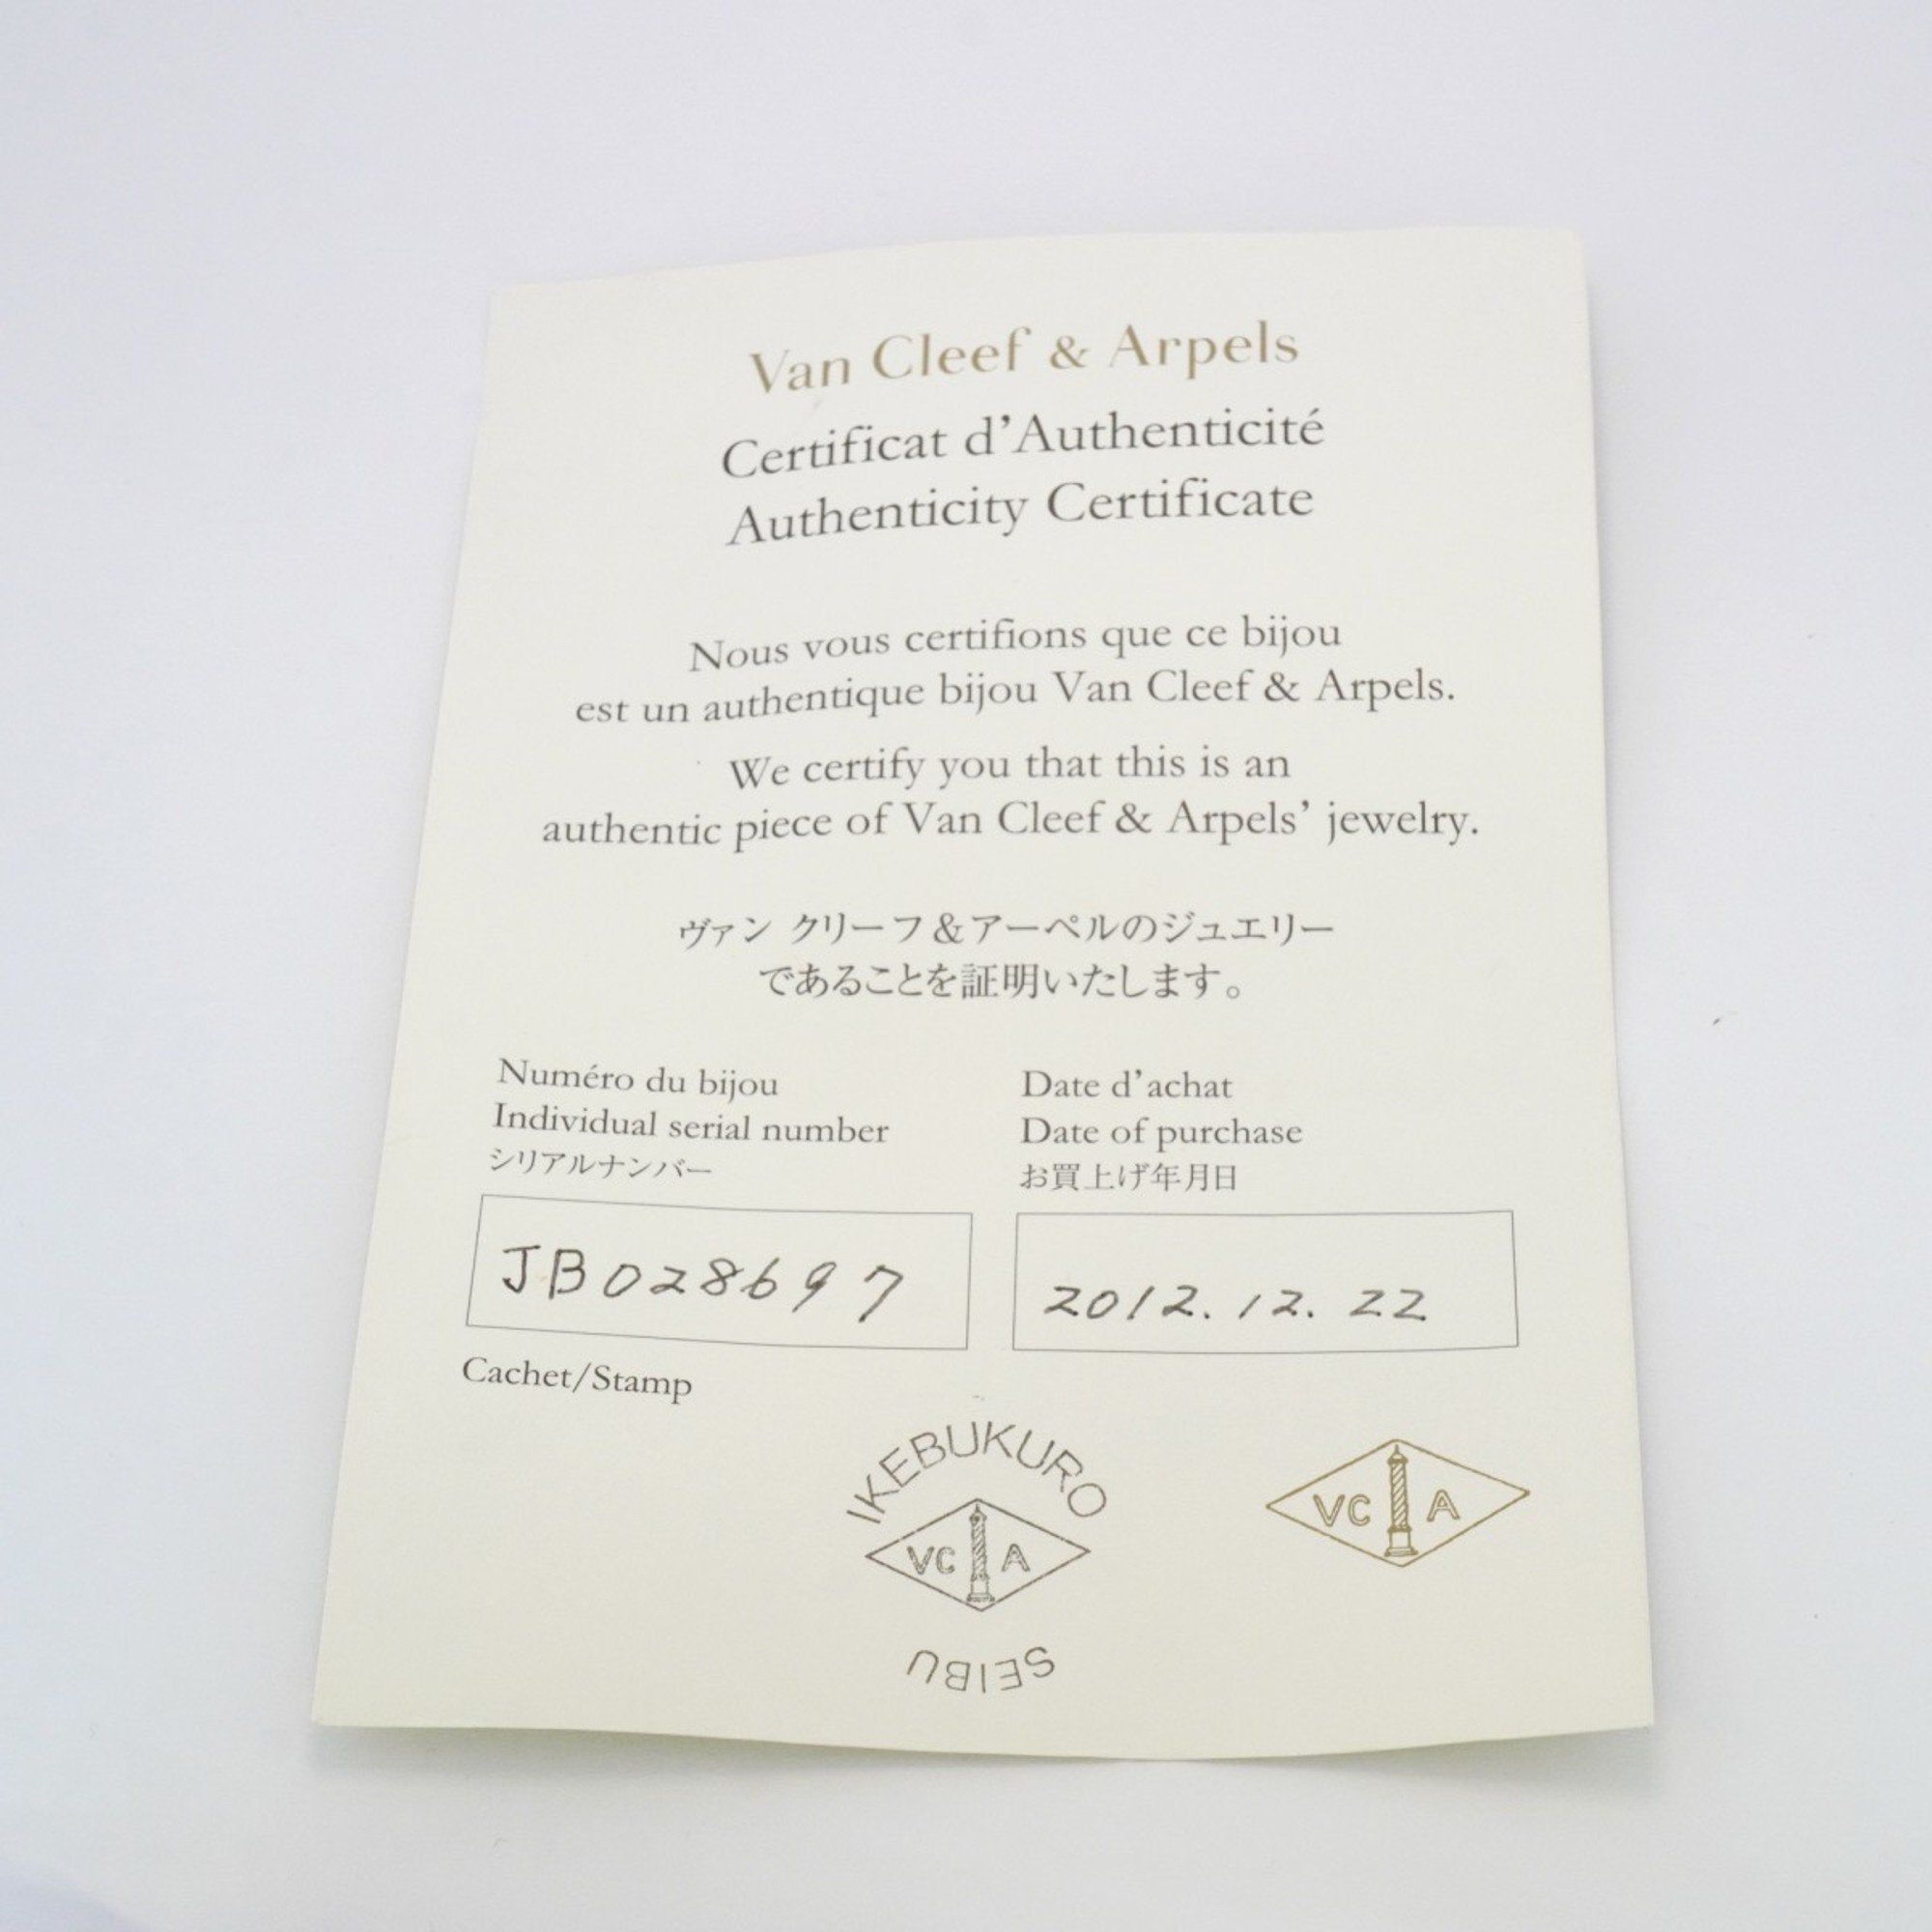 Van Cleef & Arpels
Certificat d'Authenticité
Authenticity Certificate
Nous vous certifions que ce bijou
est un authentique bijou Van Cleef & Arpels.
We certify you that this is an
authentic piece of Van Cleef & Arpels' jewelry.
ヴァン クリーフ&アーペルのジュエリー
であることを証明いたします。
Numéro du bijou
Individual serial number
シリアルナンバー
JB028697
Date d'achat
Date of purchase
お買上げ年月日
2012.12.22
Cachet/Stamp
IKEBUKURO
VC A
SEIBU
VC A